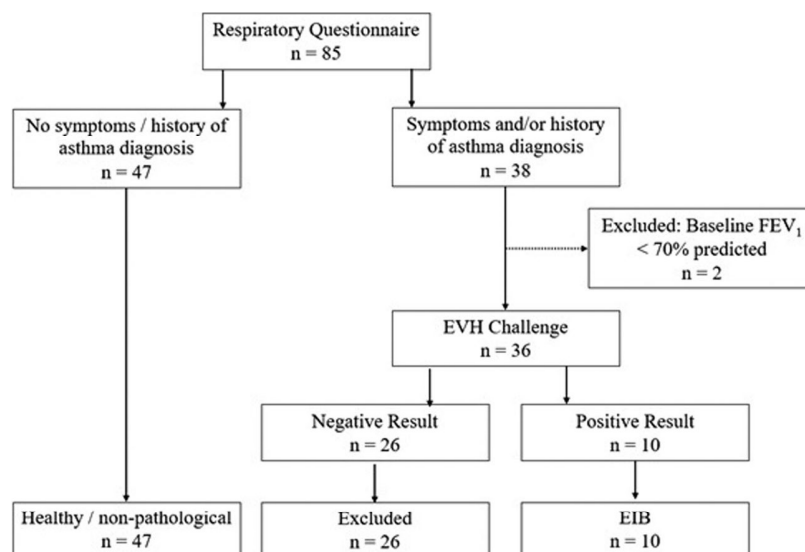 Respiratory Questionnaire
n = 85
No symptoms / history of
asthma diagnosis
n = 47
Symptoms and/or history
of asthma diagnosis
n = 38
Excluded: Baseline FEV₁
< 70% predicted
n = 2
EVH Challenge
n = 36
Negative Result
n = 26
Positive Result
n = 10
Healthy / non-pathological
n = 47
Excluded
n = 26
EIB
n = 10